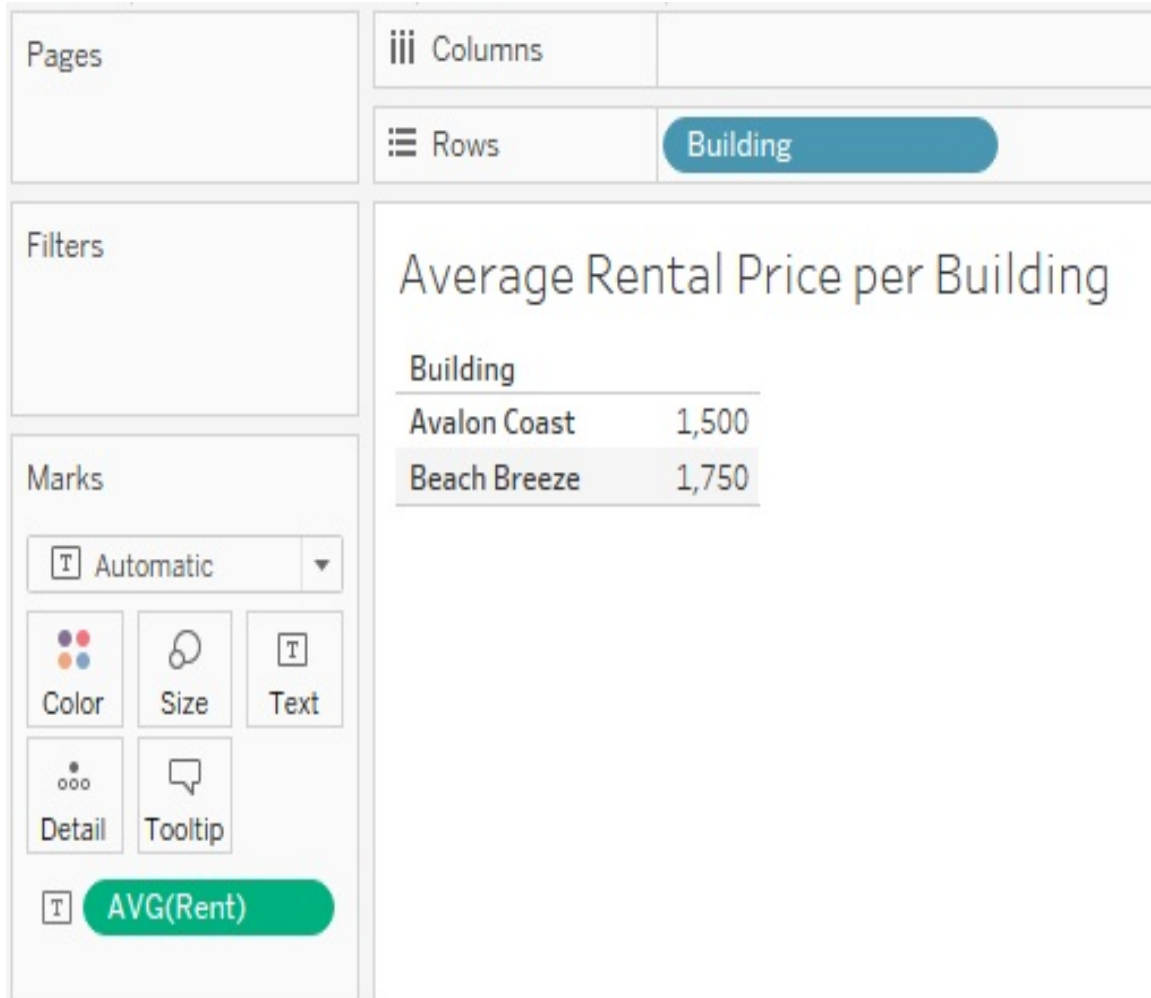 Pages
Columns
Rows
Building
Filters
Average Rental Price per Building
Building
Avalon Coast 1,500
Beach Breeze 1,750
Marks
T Automatic
T
Color Size Text
Detail Tooltip
T AVG(Rent)